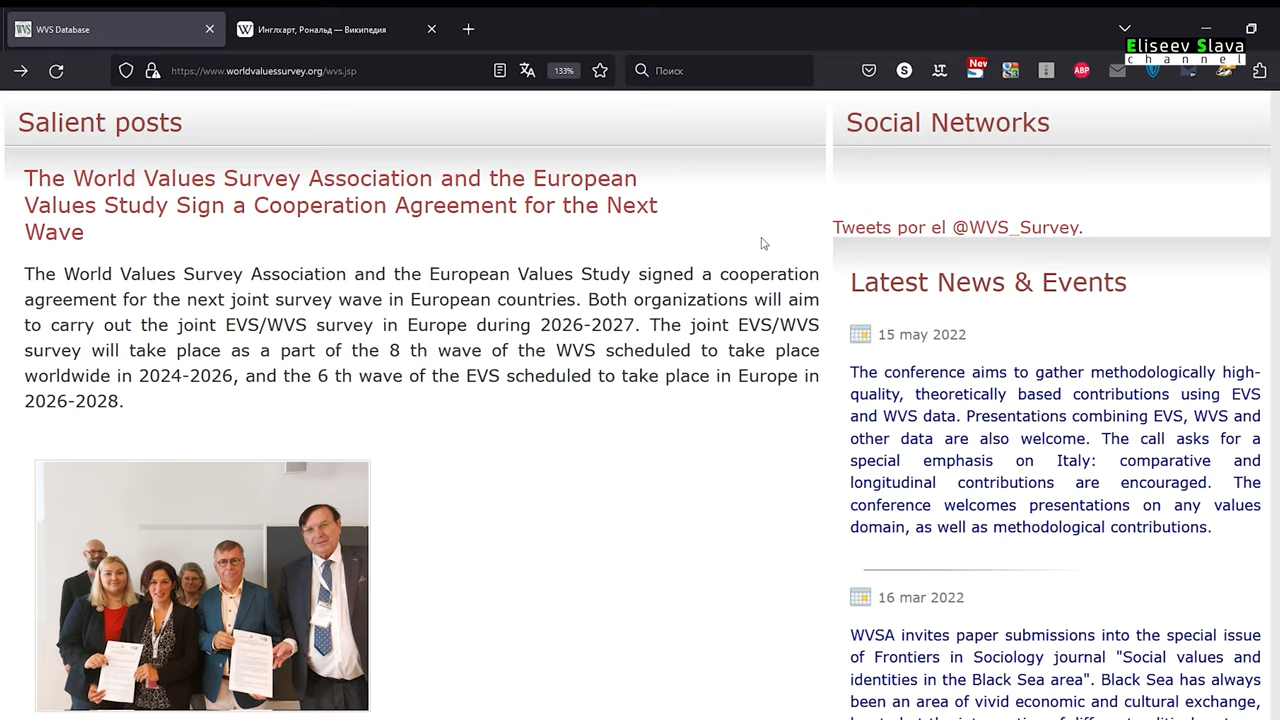 WVS Database
Инглхарт, Рональд — Википедия
Eliseev Slava
channel
https://www.worldvaluessurvey.org/wvs.jsp
133%
Поиск
New
ABP
Salient posts
The World Values Survey Association and the European
Values Study Sign a Cooperation Agreement for the Next
Wave
The World Values Survey Association and the European Values Study signed a cooperation
agreement for the next joint survey wave in European countries. Both organizations will aim
to carry out the joint EVS/WVS survey in Europe during 2026-2027. The joint EVS/WVS
survey will take place as a part of the 8 th wave of the WVS scheduled to take place
worldwide in 2024-2026, and the 6 th wave of the EVS scheduled to take place in Europe in
2026-2028.
Social Networks
Tweets por el @WVS_Survey.
Latest News & Events
15 may 2022
The conference aims to gather methodologically high-
quality, theoretically based contributions using EVS
and WVS data. Presentations combining EVS, WVS and
other data are also welcome. The call asks for a
special emphasis on Italy: comparative and
longitudinal contributions are encouraged. The
conference welcomes presentations on any values
domain, as well as methodological contributions.
16 mar 2022
WVSA invites paper submissions into the special issue
of Frontiers in Sociology journal "Social values and
identities in the Black Sea area". Black Sea has always
been an area of vivid economic and cultural exchange,